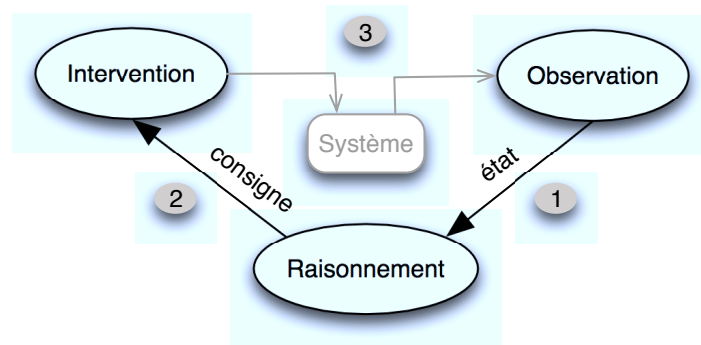 3
Intervention
Observation
Système
consigne
état
2
1
Raisonnement